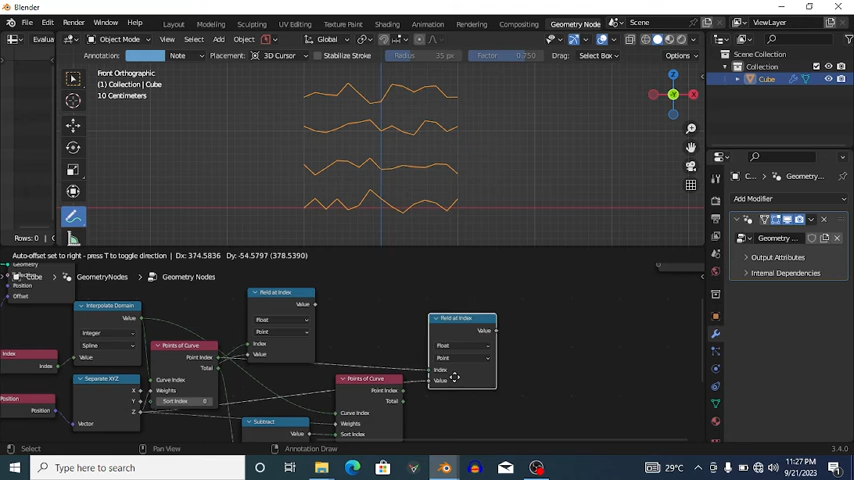 Blender
File Edit Render Window Help Layout Modeling Sculpting UV Editing Texture Paint Shading Animation Rendering Compositing Geometry Node Scene ViewLayer
Evalua Object Mode View Select Add Object Global Scene Collection
Annotation: Note Placement: 3D Cursor Stabilize Stroke Radius 35 px Factor 0.750 Drag: Select Box Options Collection
Cube
Front Orthographic
(1) Collection | Cube
10 Centimeters
X
Y
Z
C... Geometry...
Add Modifier
Geometry ...
Output Attributes
Internal Dependencies
Rows: 0
Auto-offset set to right - press T to toggle direction | Dx: 374.5836 Dy: -54.5797 (378.5390)
Geometry
Cube GeometryNodes Geometry Nodes
Position
Offset
Interpolate Domain
Value
Integer
Spline
Value
Field at Index
Value
Float
Point
Index
Value
Field at Index
Value
Float
Point
Index
Value
Index
Index
Points of Curve
Point Index
Total
Curve Index
Weights
Sort Index 0
Separate XYZ
X
Y
Z
Vector
Position
Position
Points of Curve
Point Index
Total
Curve Index
Weights
Sort Index
Subtract
Value
Select Pan View Annotation Draw 3.4.0
Type here to search 29°C 11:27 PM
9/21/2023